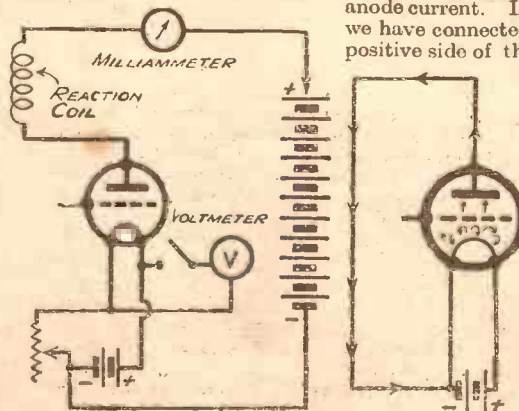 anode current.
we have connecte
positive side of th
MILLIAMMETER
REACTION
COIL
VOLTMETER
V
+
-
- +
- +